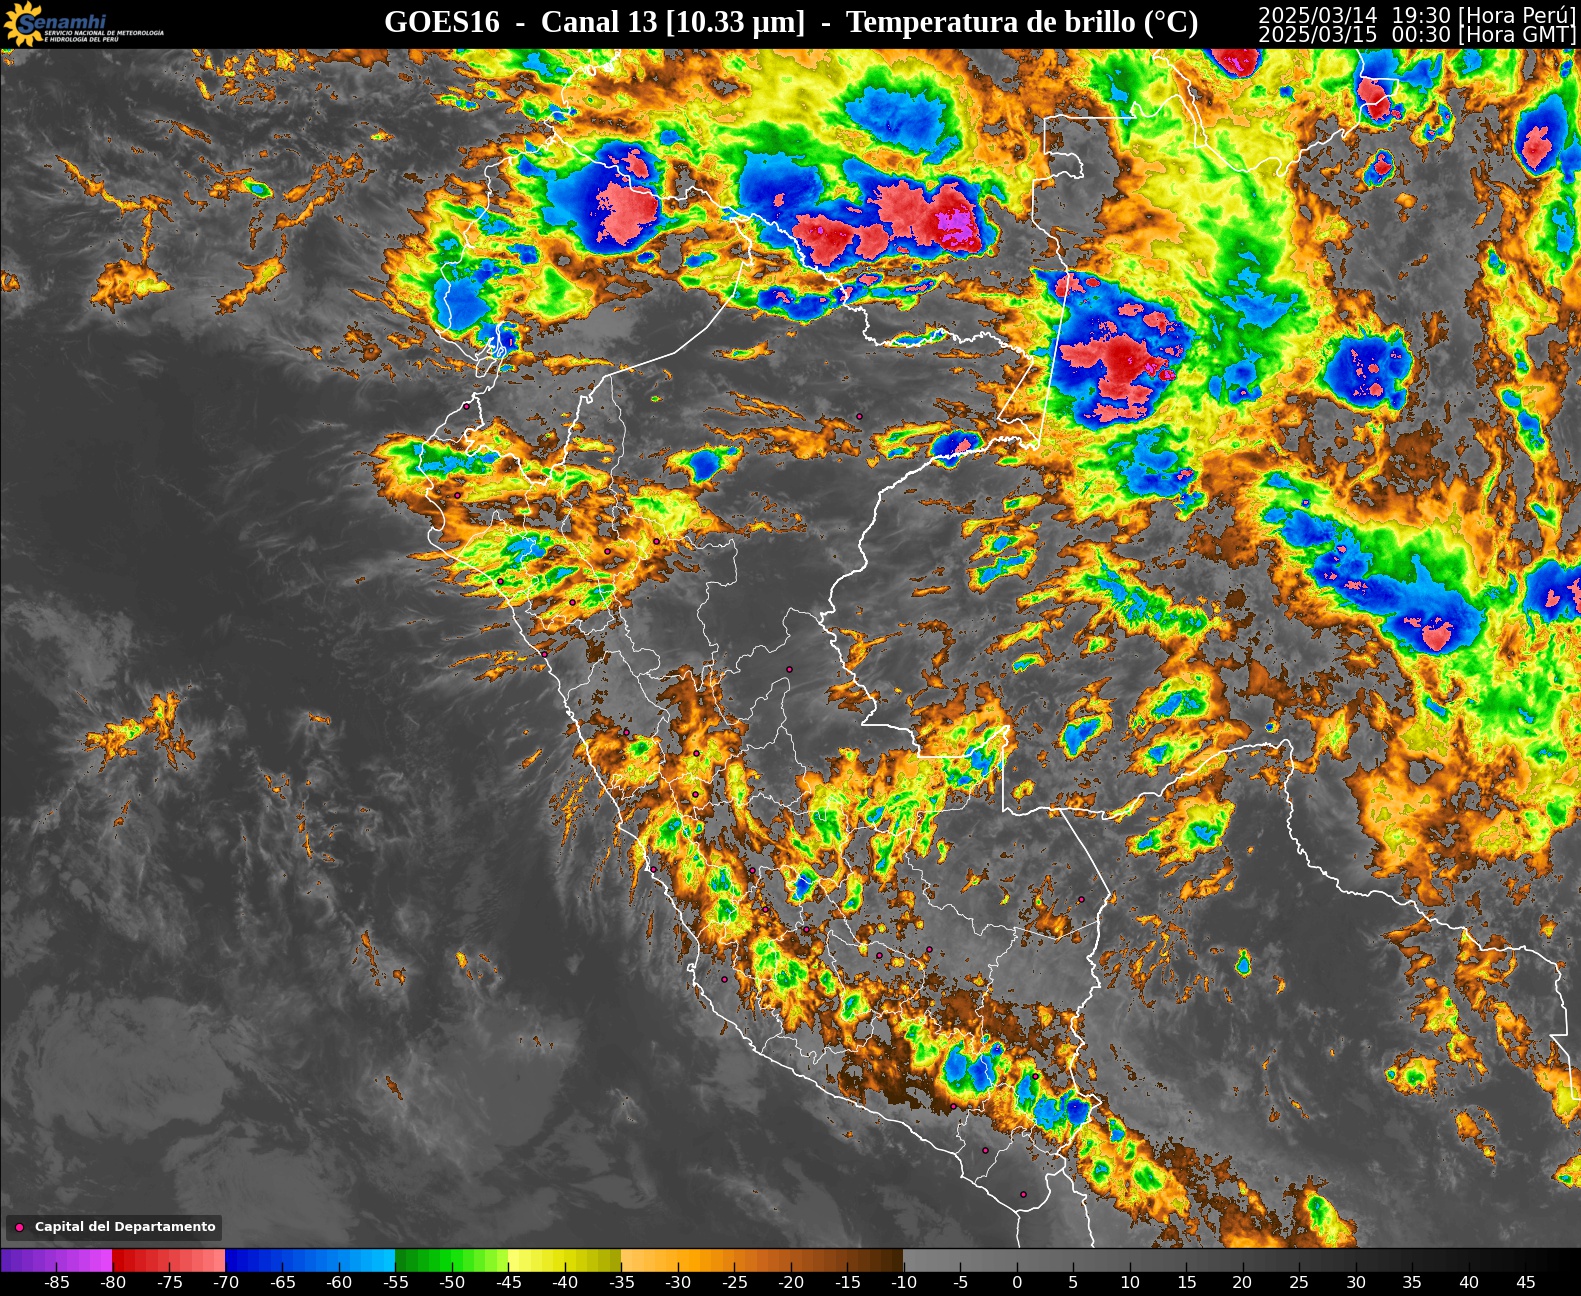 Senamhi
SERVICIO NACIONAL DE METEOROLOGÍA
E HIDROLOGÍA DEL PERÚ
GOES16 - Canal 13 [10.33 µm] - Temperatura de brillo (°C)
2025/03/14 19:30 [Hora Perú]
2025/03/15 00:30 [Hora GMT]
Capital del Departamento
-85 -80 -75 -70 -65 -60 -55 -50 -45 -40 -35 -30 -25 -20 -15 -10 -5 0 5 10 15 20 25 30 35 40 45